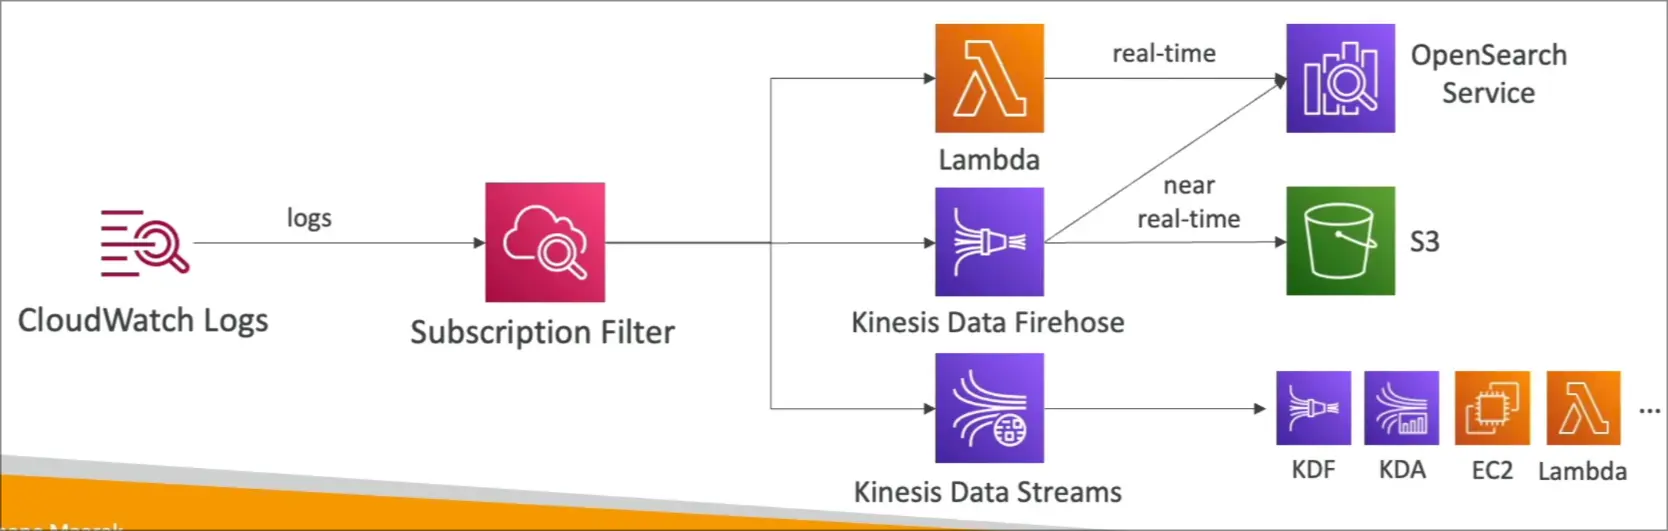 CloudWatch Logs
logs
Subscription Filter
Lambda
real-time
OpenSearch
Service
Kinesis Data Firehose
near
real-time
S3
Kinesis Data Streams
KDF
KDA
EC2
Lambda
...